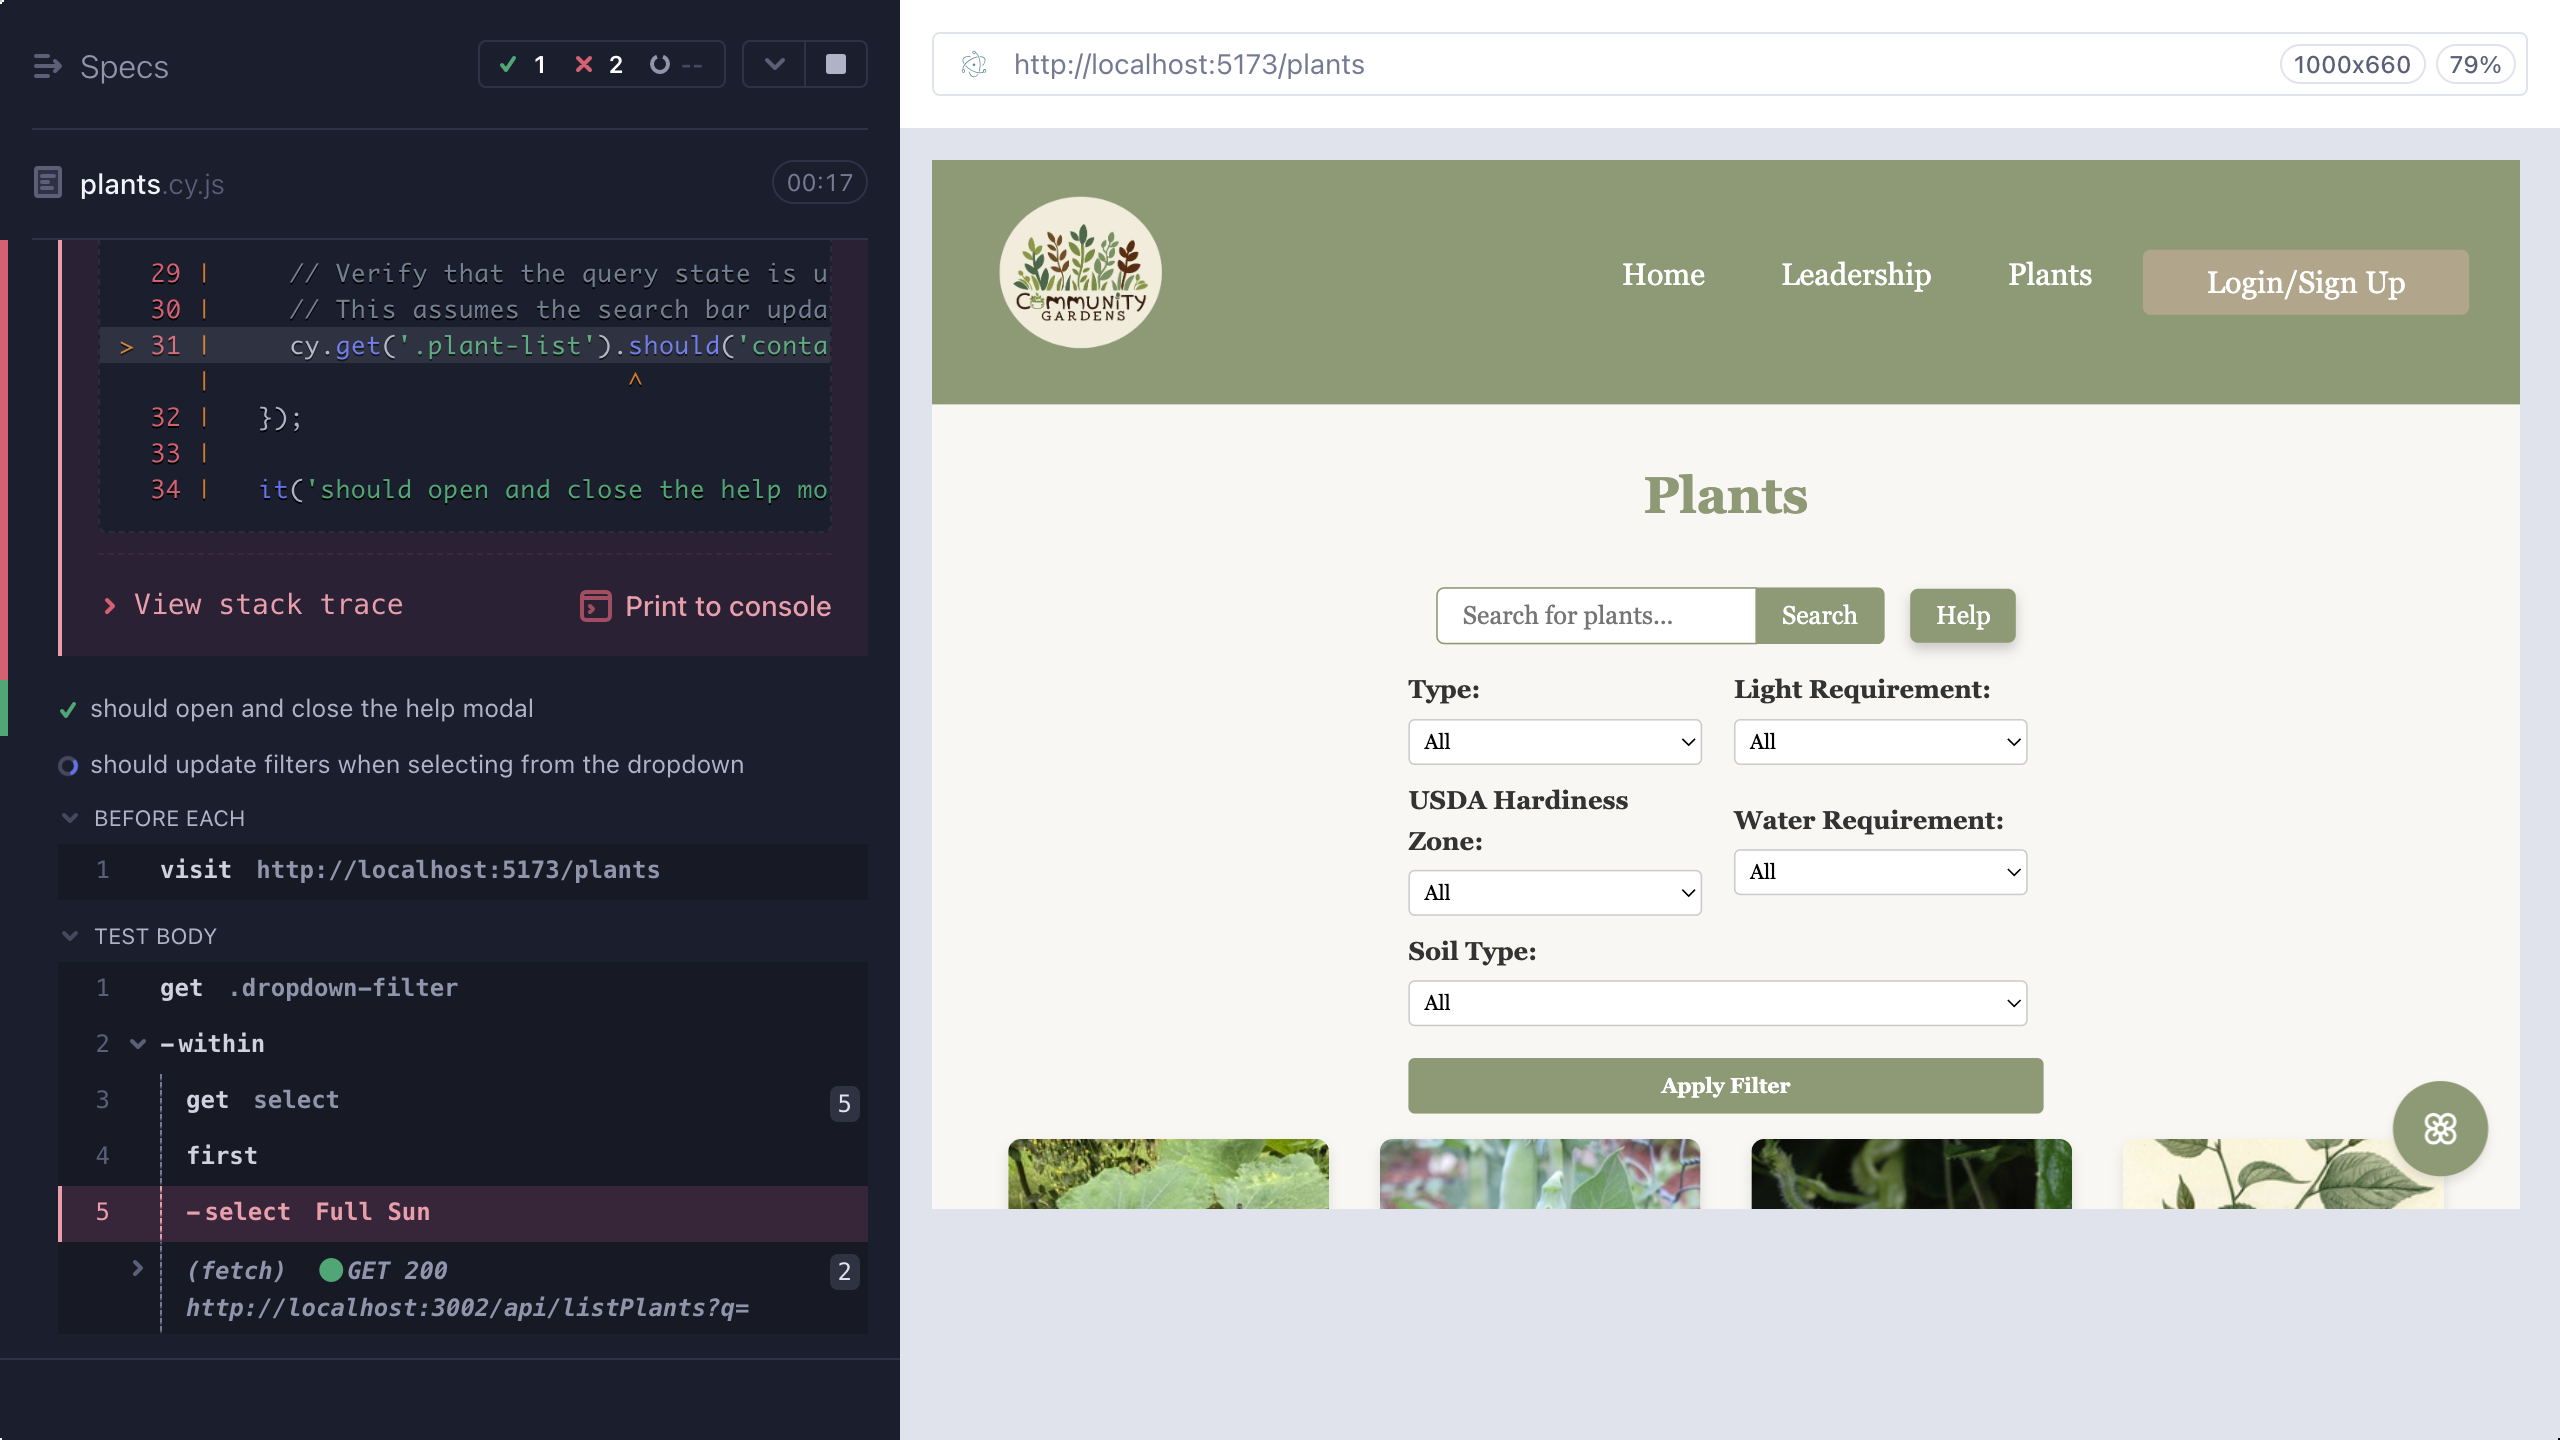 Specs
1 2 --
plants.cy.js
00:17
29 | // Verify that the query state is u
30 | // This assumes the search bar upda
> 31 | cy.get('.plant-list').should('conta
| ^
32 | });
33 |
34 | it('should open and close the help mo
View stack trace
Print to console
should open and close the help modal
should update filters when selecting from the dropdown
BEFORE EACH
1 visit http://localhost:5173/plants
TEST BODY
1 get .dropdown-filter
2 -within
3 get select 5
4 first
5 -select Full Sun
(fetch) GET 200 2
http://localhost:3002/api/listPlants?q=
http://localhost:5173/plants
1000x660
79%
COMMUNITY
GARDENS
Home
Leadership
Plants
Login/Sign Up
Plants
Search for plants...
Search
Help
Type:
All
Light Requirement:
All
USDA Hardiness
Zone:
All
Water Requirement:
All
Soil Type:
All
Apply Filter